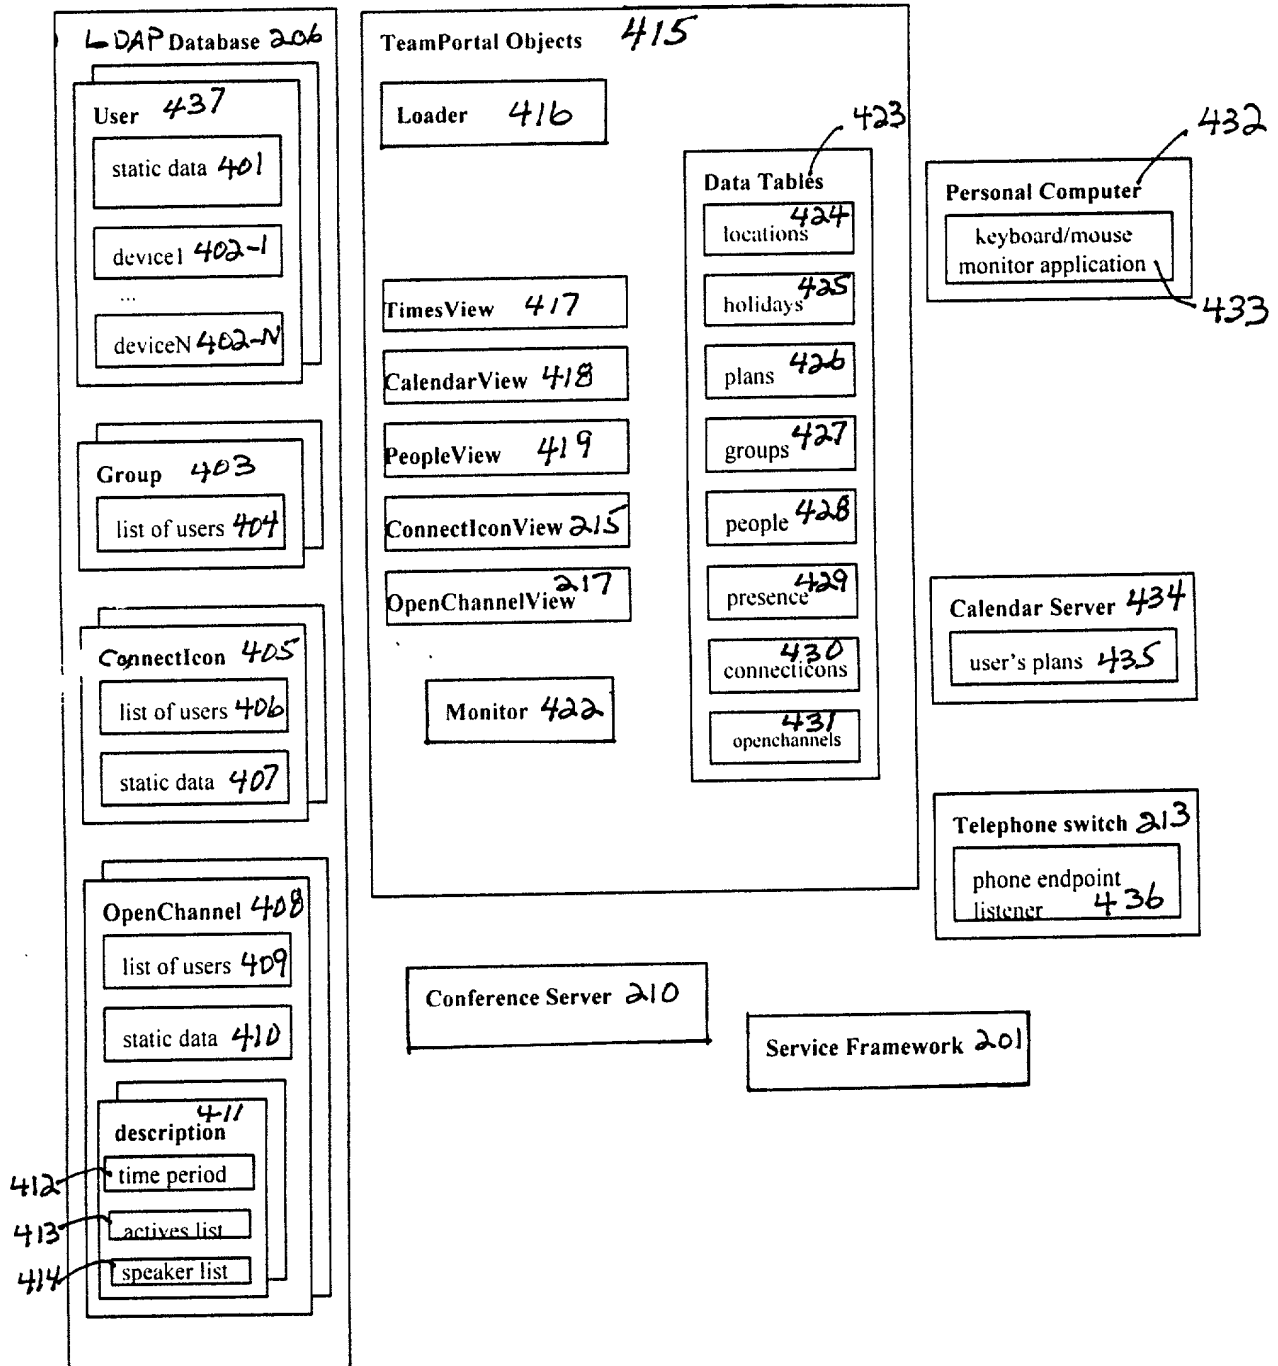 LDAP Database 206
User 437
static data 401
device1 402-1
...
deviceN 402-N
Group 403
list of users 404
ConnectIcon 405
list of users 406
static data 407
OpenChannel 408
list of users 409
static data 410
411
description
412
time period
413
actives list
414
speaker list
TeamPortal Objects 415
Loader 416
TimesView 417
CalendarView 418
PeopleView 419
ConnectIconView 215
217
OpenChannelView
Monitor 422
423
Data Tables
424
locations
425
holidays
426
plans
427
groups
428
people
429
presence
430
connecticons
431
openchannels
432
Personal Computer
keyboard/mouse
monitor application
433
Calendar Server 434
user's plans 435
Telephone switch 213
phone endpoint
listener 436
Conference Server 210
Service Framework 201